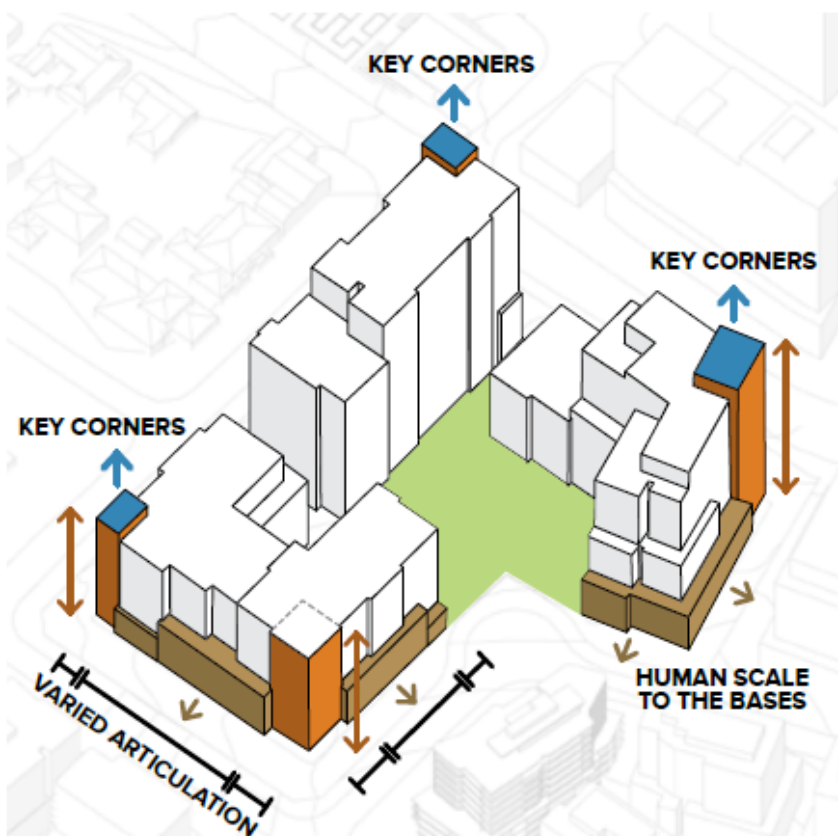 KEY CORNERS
KEY CORNERS
KEY CORNERS
HUMAN SCALE
TO THE BASES
VARIED ARTICULATION